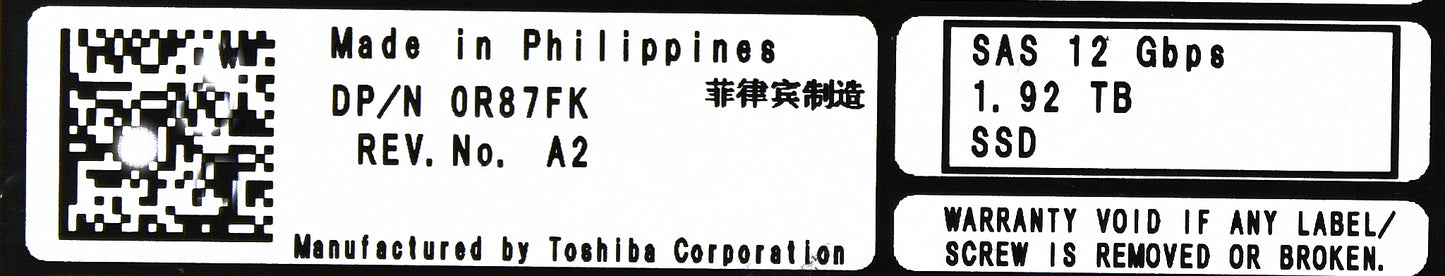 Made in Philippines
菲律宾制造
DP/N 0R87FK
REV. No. A2
Manufactured by Toshiba Corporation
SAS 12 Gbps
1.92 TB
SSD
WARRANTY VOID IF ANY LABEL/
SCREW IS REMOVED OR BROKEN.